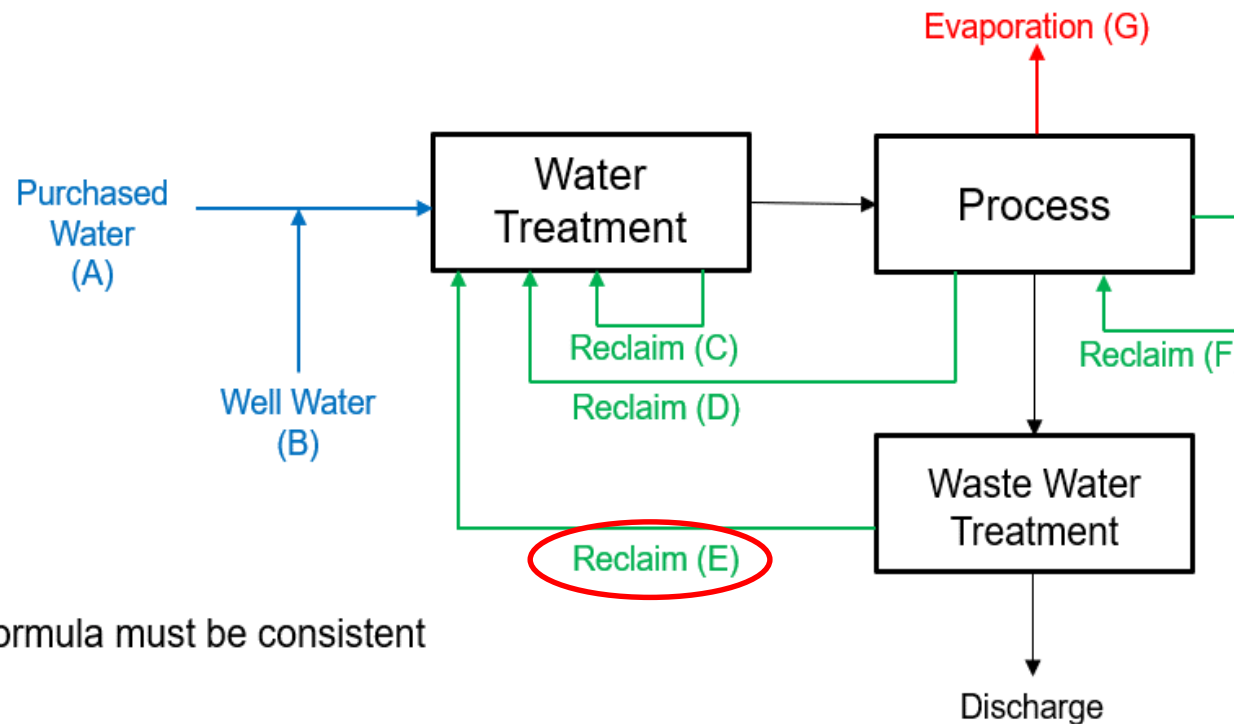 Evaporation (G)
Water
Treatment
Process
Purchased
Water
(A)
Reclaim (C)
Reclaim (F
Reclaim (D)
Well Water
(B)
Waste Water
Treatment
Reclaim (E)
ormula must be consistent
Discharge